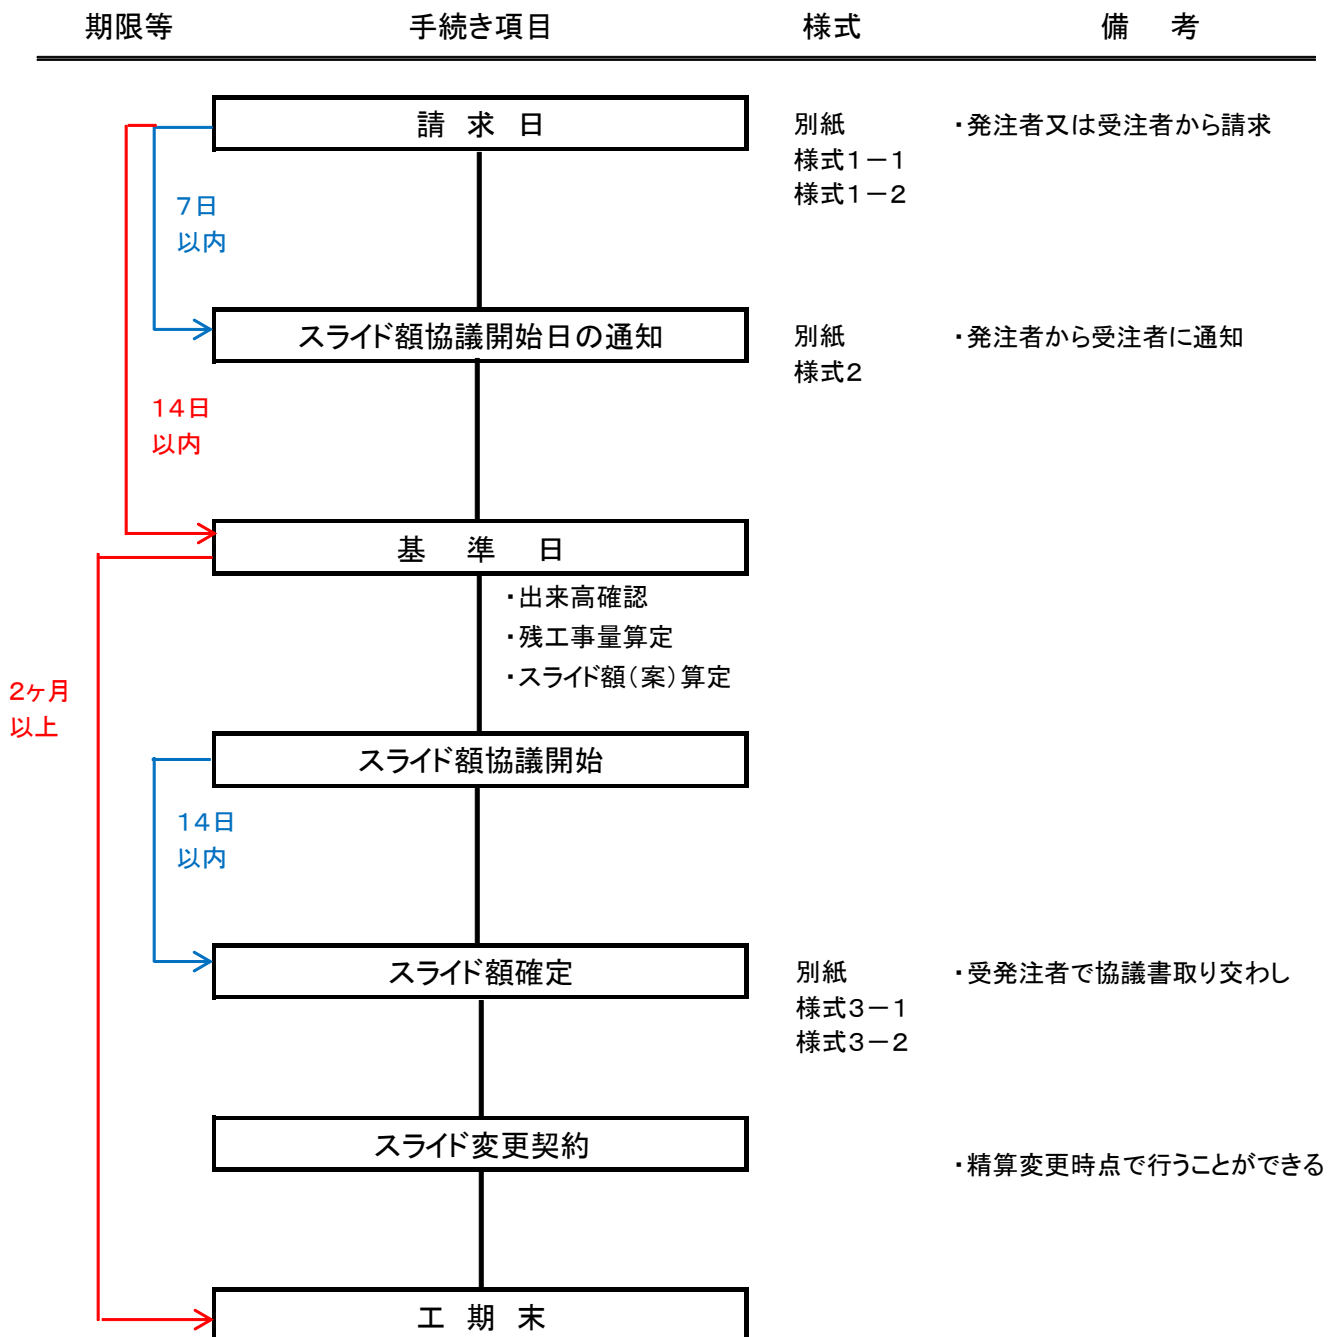 期限等 手続き項目 様式 備　考
請　求　日 別紙 ・発注者又は受注者から請求
様式１－１
様式１－２
７日
以内
スライド額協議開始日の通知 別紙 ・発注者から受注者に通知
様式２
１４日
以内
基　準　日
・出来高確認
・残工事量算定
・スライド額（案）算定
２ヶ月
以上
スライド額協議開始
１４日
以内
スライド額確定 別紙 ・受発注者で協議書取り交わし
様式３－１
様式３－２
スライド変更契約
・精算変更時点で行うことができる
工　期　末